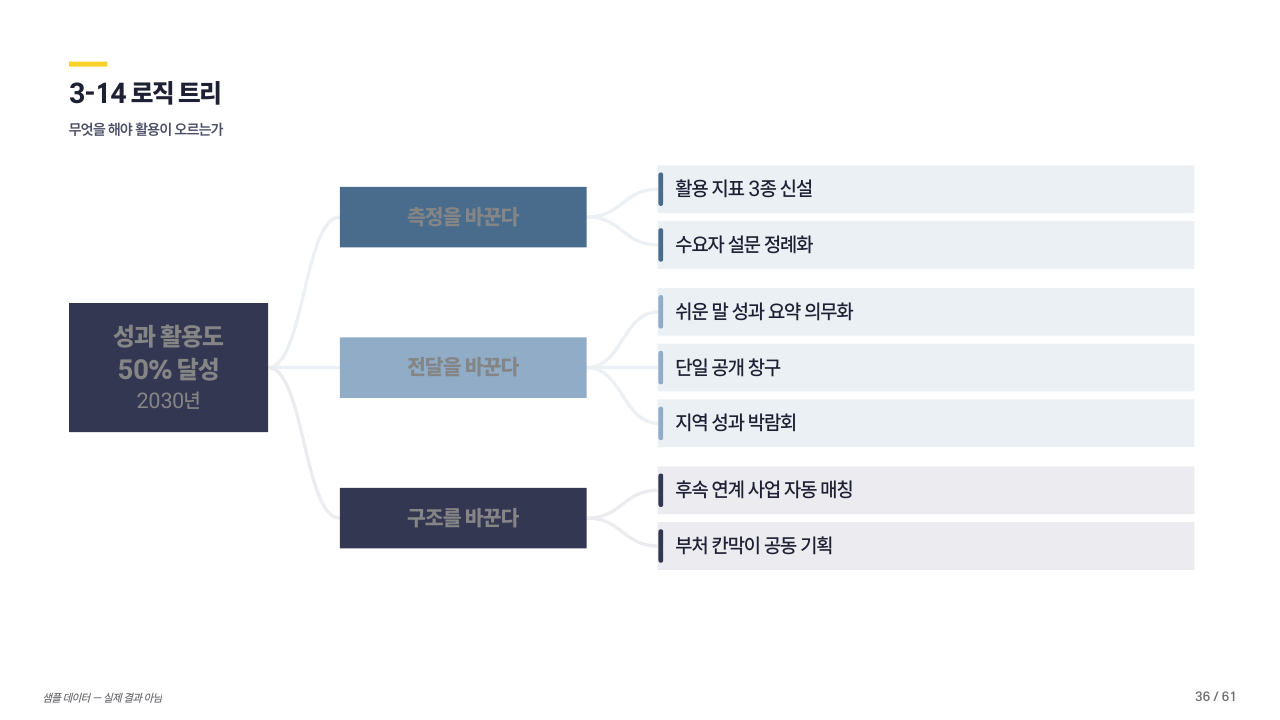 3-14 로직 트리
무엇을 해야 활용이 오르는가
성과 활용도
50% 달성
2030년
측정을 바꾼다
활용 지표 3종 신설
수요자 설문 정례화
전달을 바꾼다
쉬운 말 성과 요약 의무화
단일 공개 창구
지역 성과 박람회
구조를 바꾼다
후속 연계 사업 자동 매칭
부처 칸막이 공동 기획
샘플 데이터 — 실제 결과 아님
36 / 61